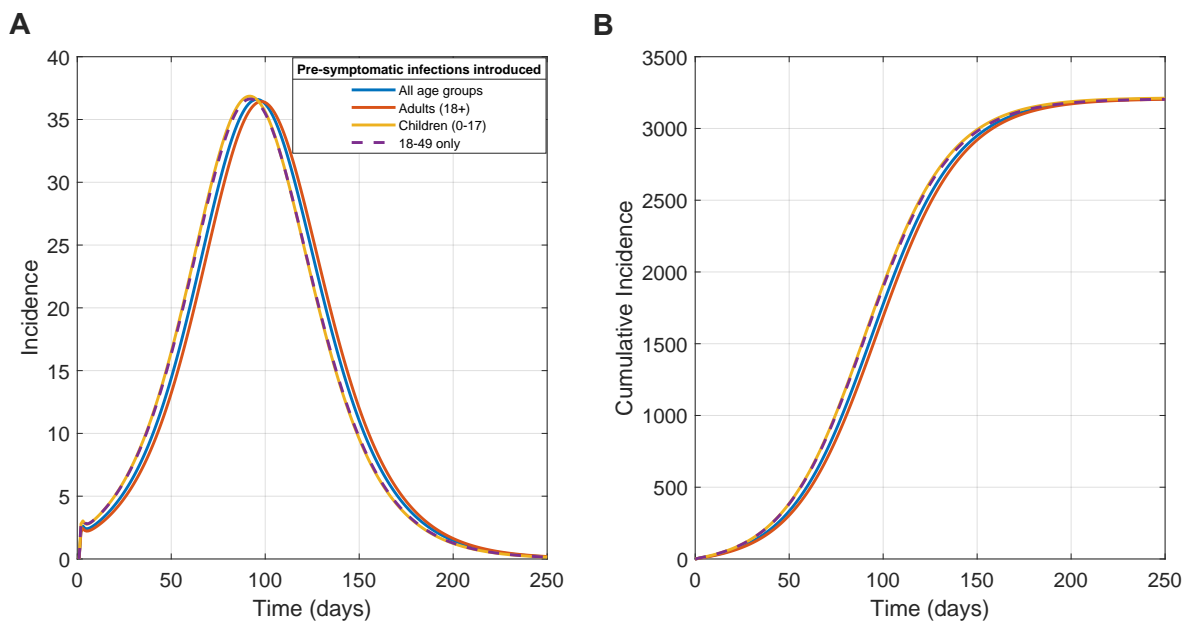 A
Pre-symptomatic infections introduced
All age groups
Adults (18+)
Children (0-17)
18-49 only
40
35
30
25
20
15
10
5
0
Incidence
0 50 100 150 200 250
Time (days)
B
3500
3000
2500
2000
1500
1000
500
0
Cumulative Incidence
0 50 100 150 200 250
Time (days)